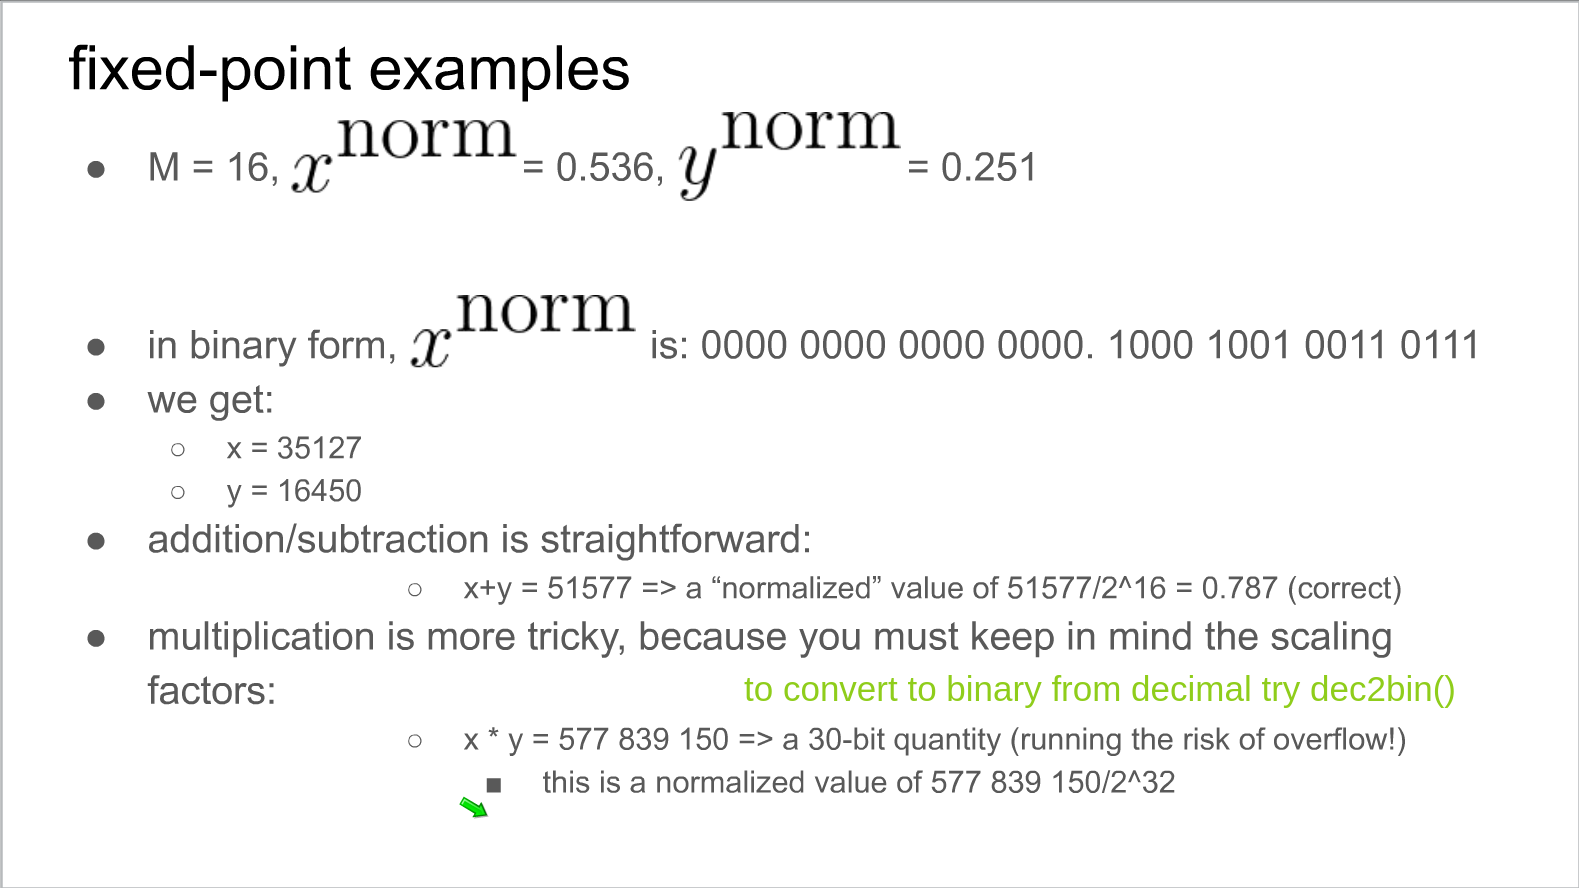 fixed-point examples
● M = 16, x^norm = 0.536, y^norm = 0.251
● in binary form, x^norm is: 0000 0000 0000 0000. 1000 1001 0011 0111
● we get:
○ x = 35127
○ y = 16450
● addition/subtraction is straightforward:
○ x+y = 51577 => a “normalized” value of 51577/2^16 = 0.787 (correct)
● multiplication is more tricky, because you must keep in mind the scaling
factors:
to convert to binary from decimal try dec2bin()
○ x * y = 577 839 150 => a 30-bit quantity (running the risk of overflow!)
■ this is a normalized value of 577 839 150/2^32